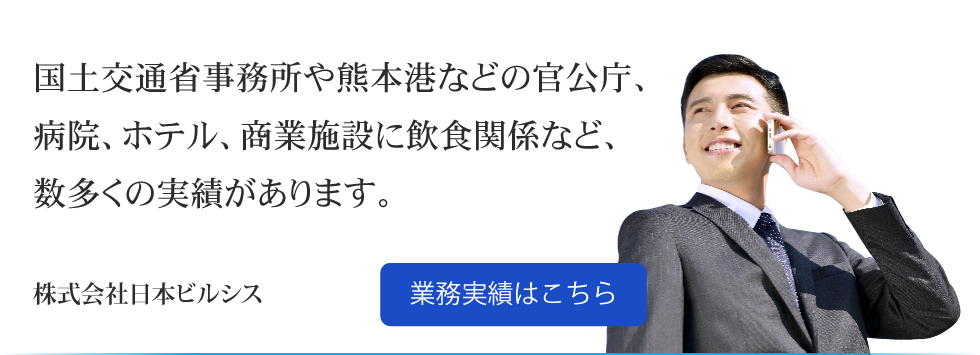 国土交通省事務所や熊本港などの官公庁、
病院、ホテル、商業施設に飲食関係など、
数多くの実績があります。
株式会社日本ビルシス
業務実績はこちら